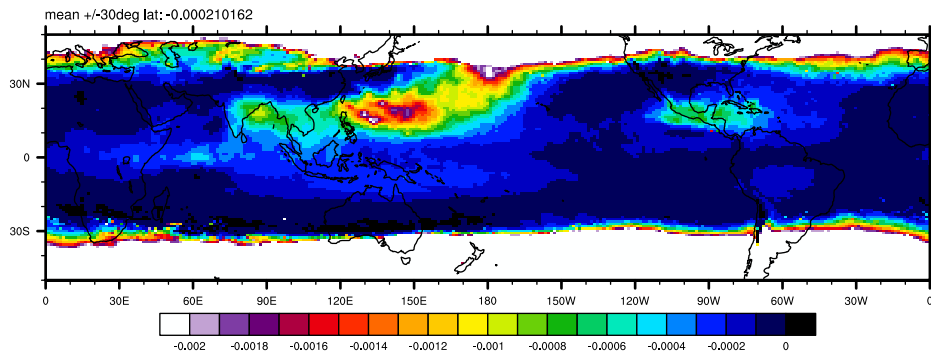 mean +/-30deg lat: -0.000210162
30N
0
30S
0 30E 60E 90E 120E 150E 180 150W 120W 90W 60W 30W 0
-0.002 -0.0018 -0.0016 -0.0014 -0.0012 -0.001 -0.0008 -0.0006 -0.0004 -0.0002 0